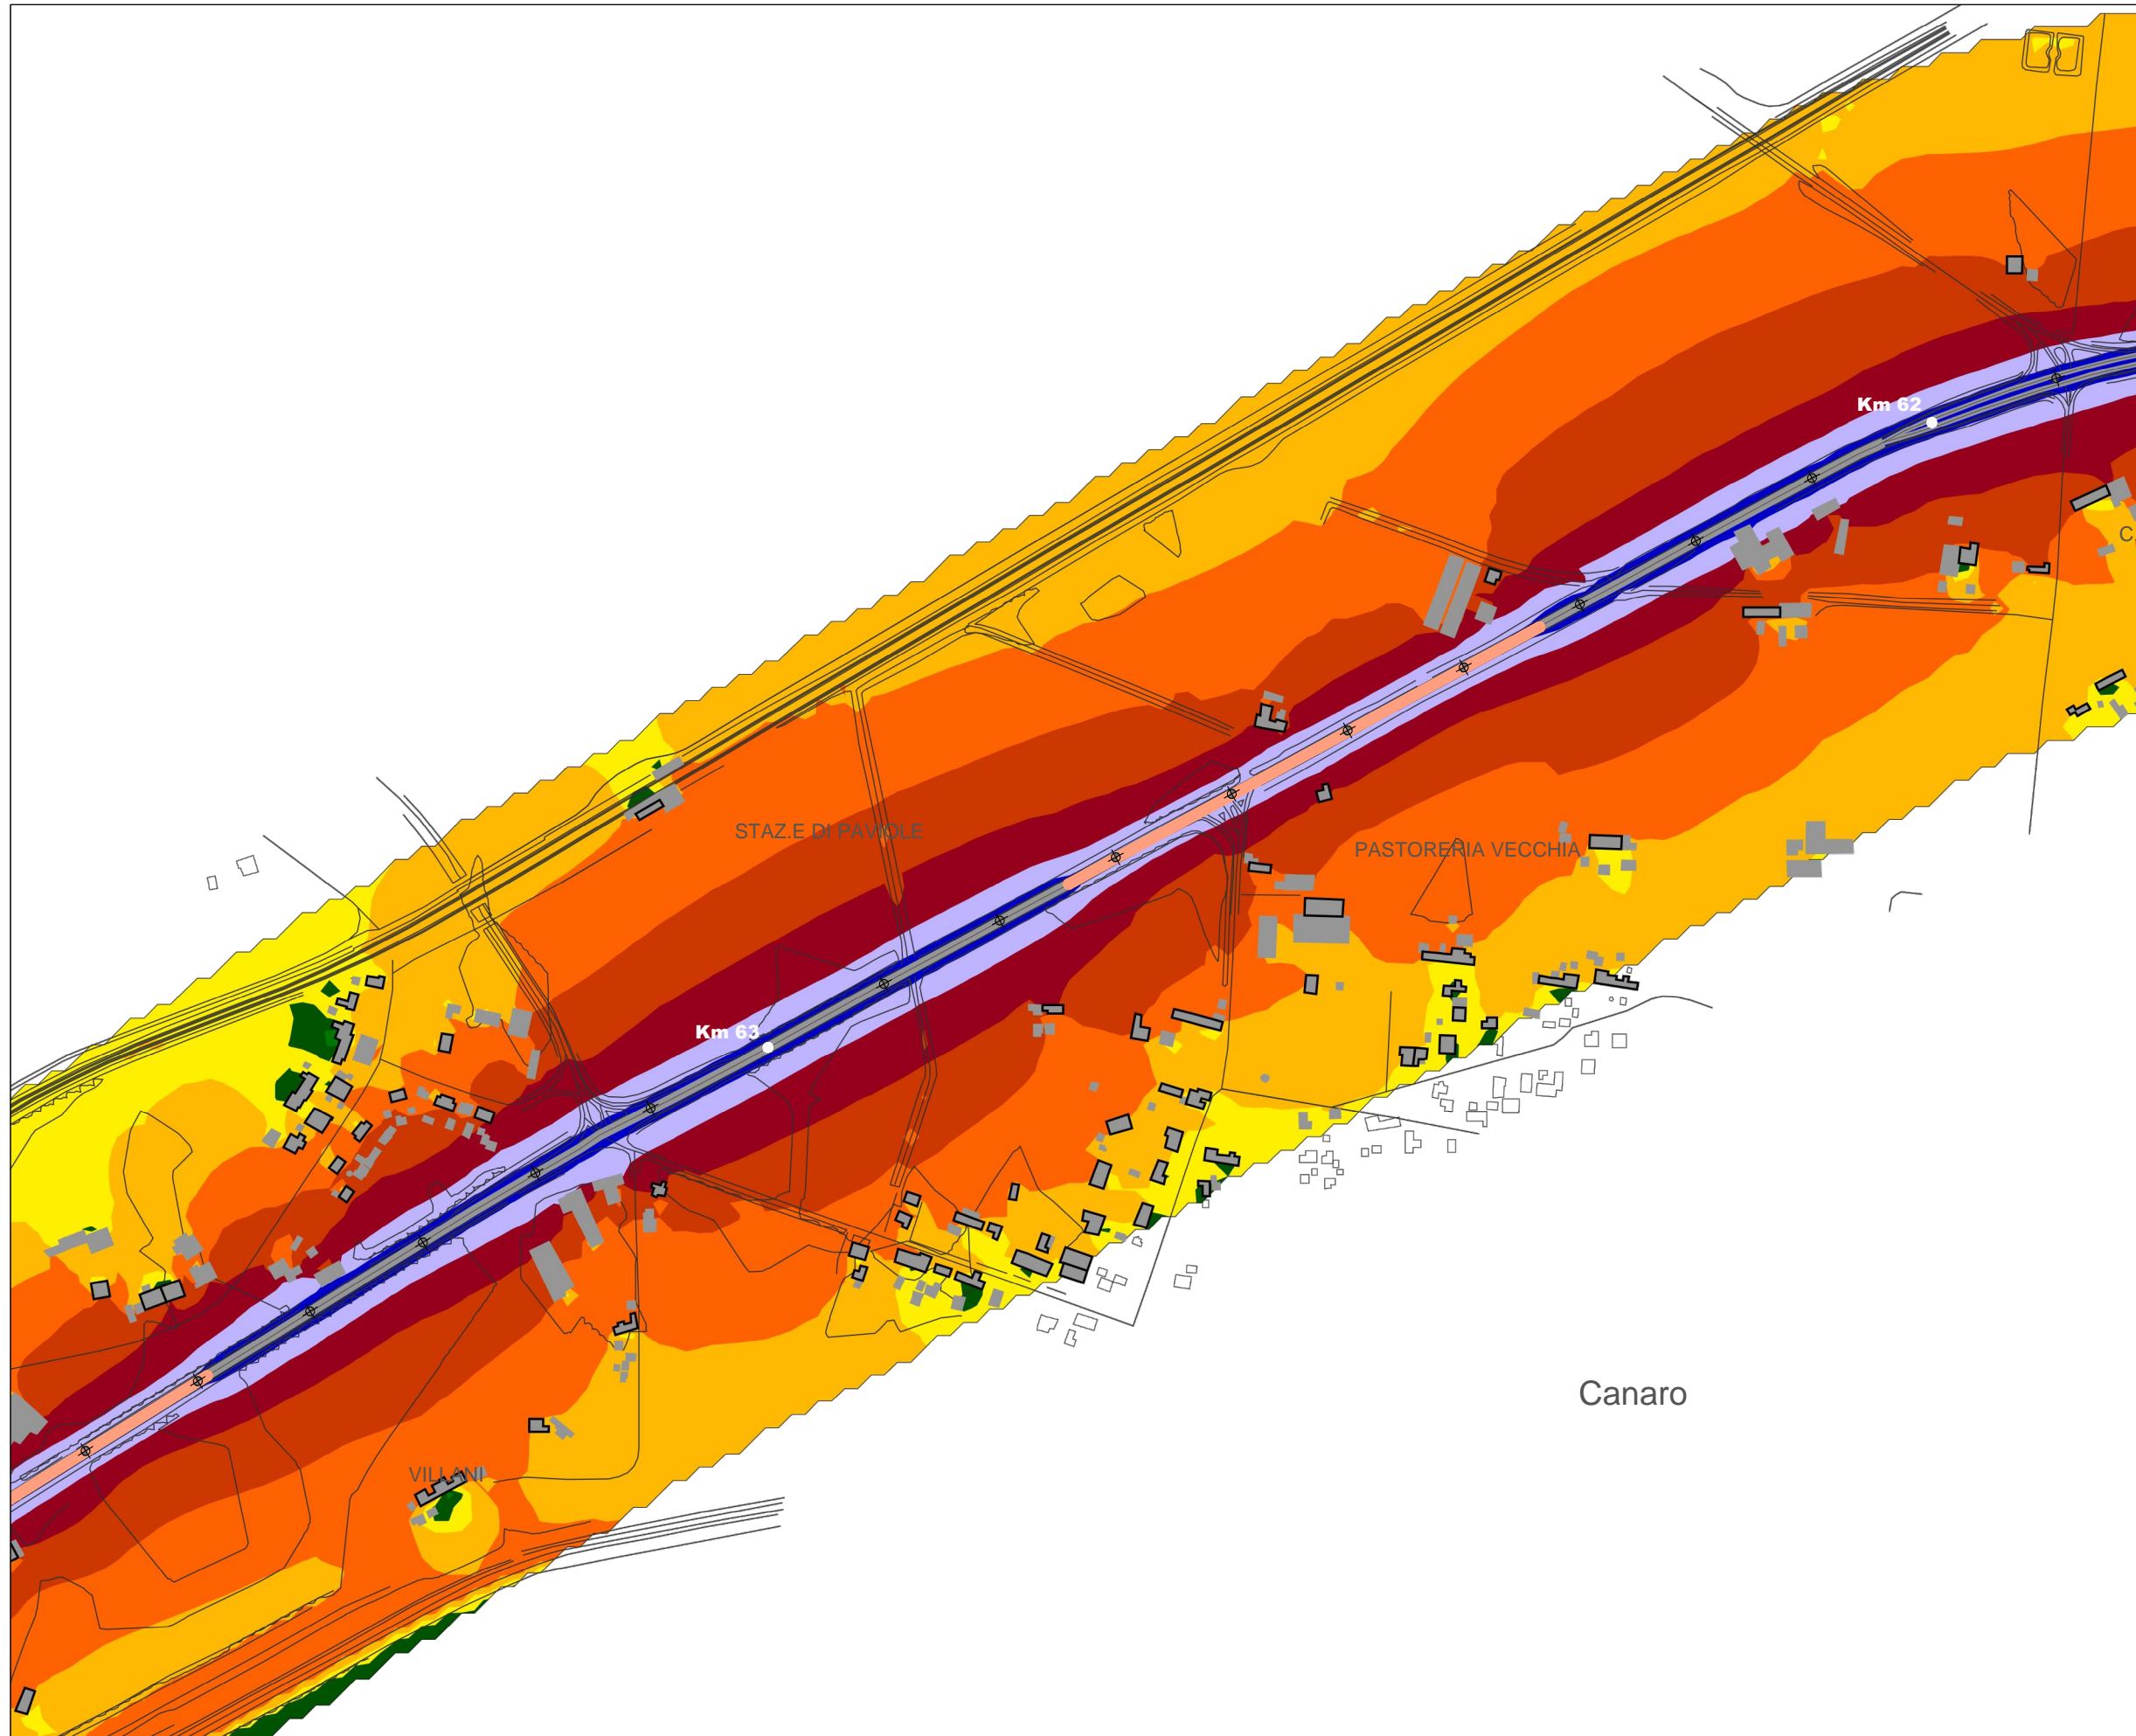 Km 62
C.
STAZ.E DI PAVIOLE
PASTORERIA VECCHIA
Km 63
Canaro
VILLANI